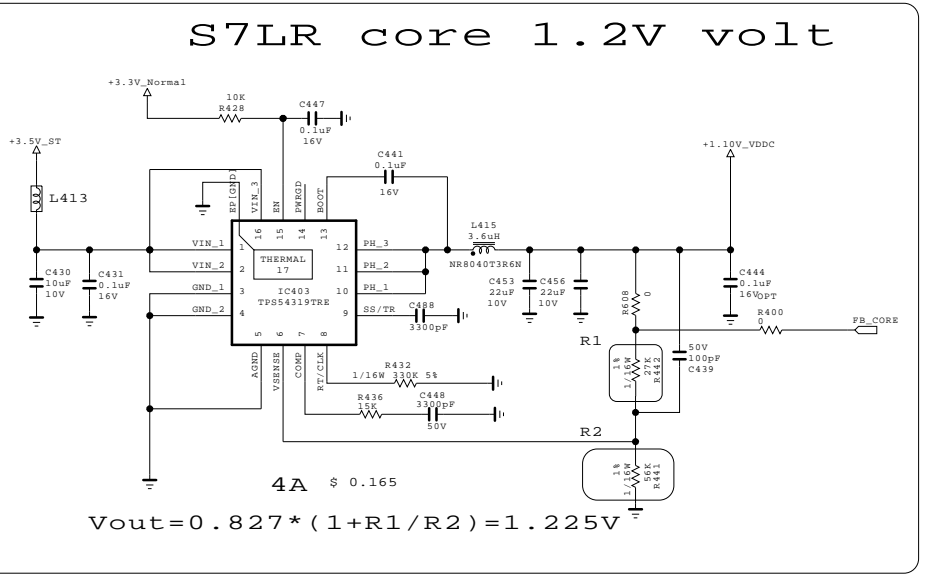 S7LR core 1.2V volt
+3.3V_Normal
10K
R428
C447
0.1uF
16V
+3.5V_ST
L413
C441
0.1uF
16V
+1.10V_VDDC
EP[GND]
VIN_3
EN
PWRGD
BOOT
16
15
14
13
L415
3.6uH
NR8040T3R6N
VIN_1
1
THERMAL
17
12
PH_3
VIN_2
2
11
PH_2
GND_1
3
IC403
TPS54319TRE
10
PH_1
GND_2
4
9
SS/TR
C488
3300pF
5
6
7
8
AGND
VSENSE
COMP
RT/CLK
C430
10uF
10V
C431
0.1uF
16V
C453
22uF
10V
C456
22uF
10V
R608
0
C444
0.1uF
16V
OPT
R400
0
FB_CORE
R1
1%
1/16W
27K
R442
50V
100pF
C439
R432
1/16W 330K 5%
R436
15K
C448
3300pF
50V
R2
1%
1/16W
56K
R441
4A
$ 0.165
Vout=0.827*(1+R1/R2)=1.225V